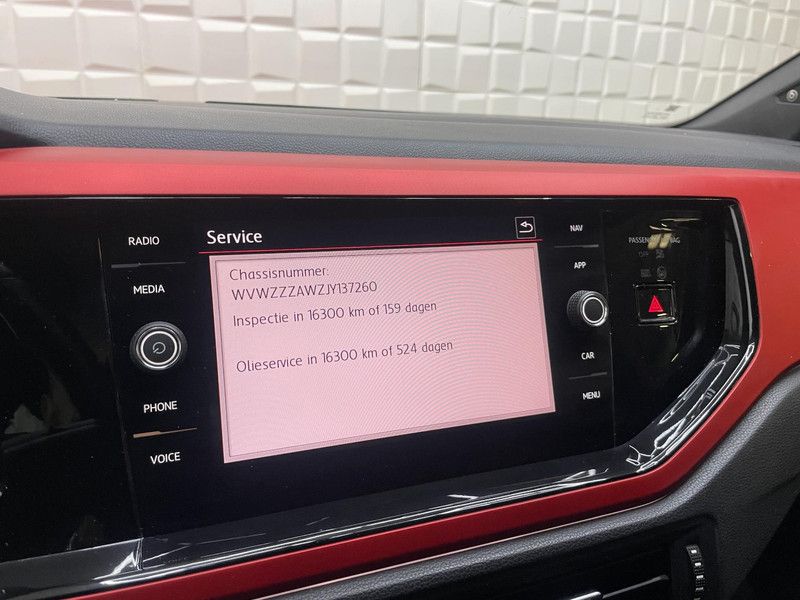 RADIO
MEDIA
PHONE
VOICE
Service
Chassisnummer:
WVWZZZAWZJY137260
Inspectie in 16300 km of 159 dagen
Olieservice in 16300 km of 524 dagen
NAV
APP
CAR
MENU